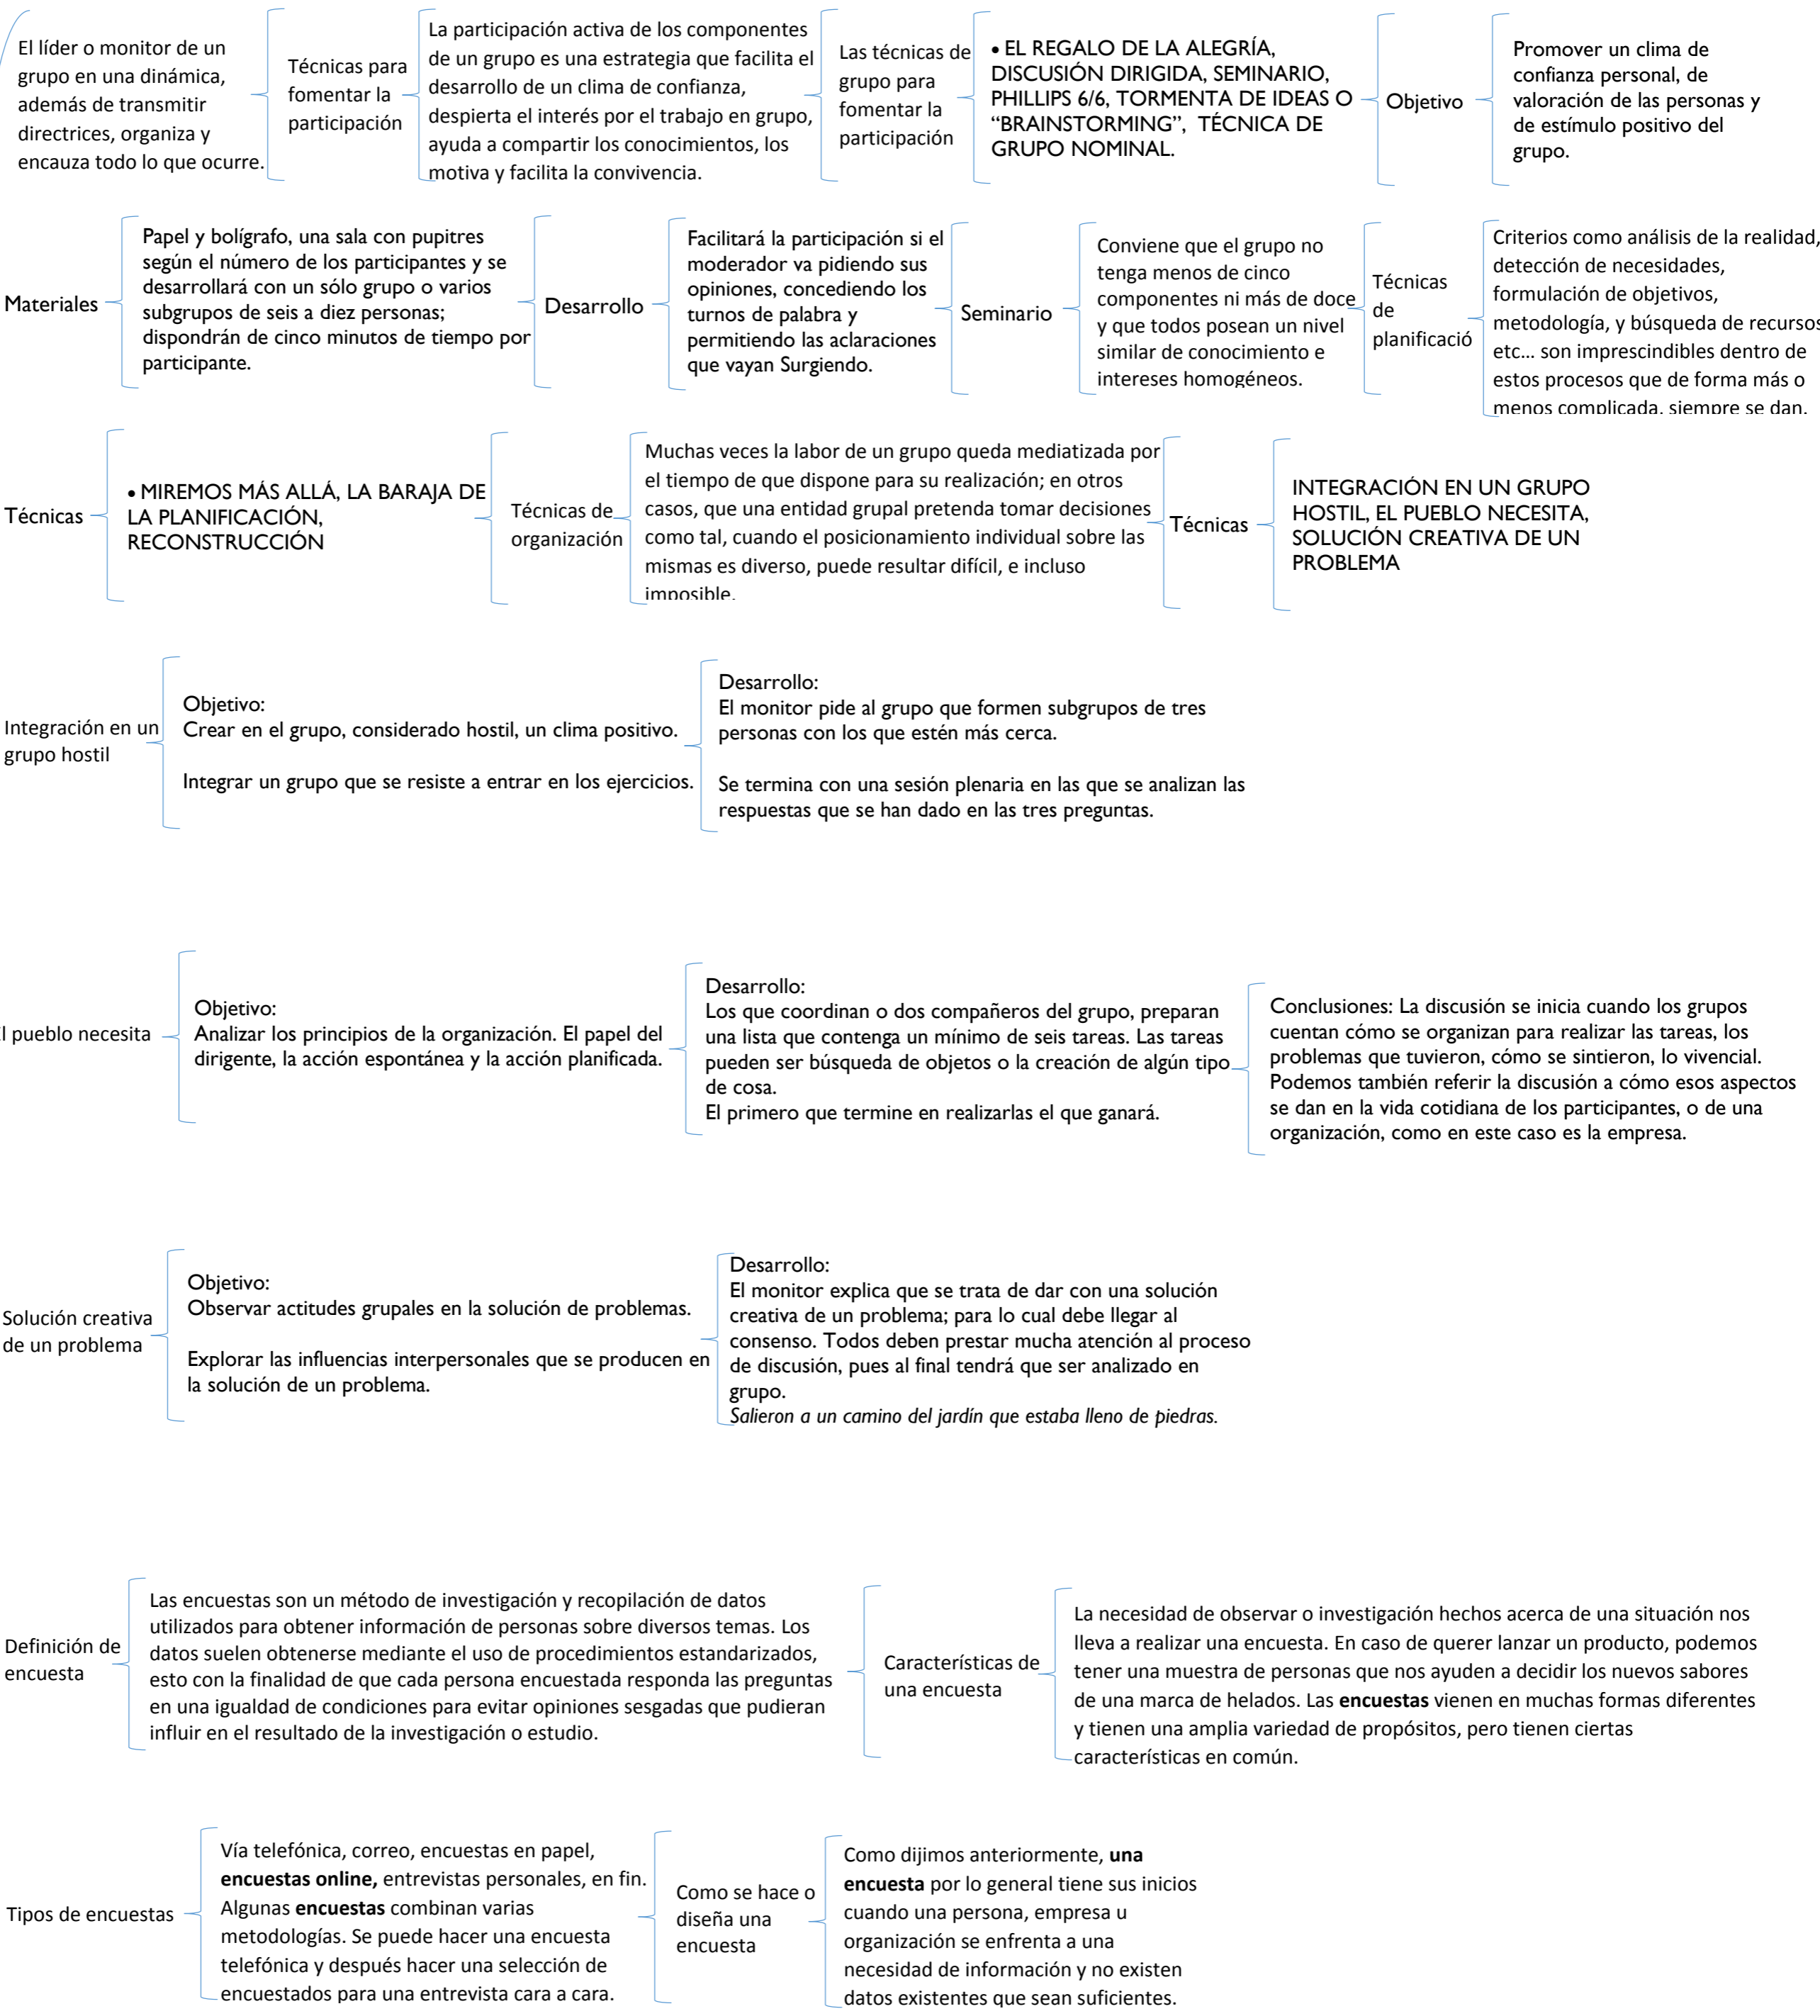 El líder o monitor de un
grupo en una dinámica,
además de transmitir
directrices, organiza y
encauza todo lo que ocurre.
Técnicas para
fomentar la
participación
La participación activa de los componentes
de un grupo es una estrategia que facilita el
desarrollo de un clima de confianza,
despierta el interés por el trabajo en grupo,
ayuda a compartir los conocimientos, los
motiva y facilita la convivencia.
Las técnicas de
grupo para
fomentar la
participación
• EL REGALO DE LA ALEGRÍA,
DISCUSIÓN DIRIGIDA, SEMINARIO,
PHILLIPS 6/6, TORMENTA DE IDEAS O
“BRAINSTORMING”, TÉCNICA DE
GRUPO NOMINAL.
Objetivo
Promover un clima de
confianza personal, de
valoración de las personas y
de estímulo positivo del
grupo.
Materiales
Papel y bolígrafo, una sala con pupitres
según el número de los participantes y se
desarrollará con un sólo grupo o varios
subgrupos de seis a diez personas;
dispondrán de cinco minutos de tiempo por
participante.
Desarrollo
Facilitará la participación si el
moderador va pidiendo sus
opiniones, concediendo los
turnos de palabra y
permitiendo las aclaraciones
que vayan Surgiendo.
Seminario
Conviene que el grupo no
tenga menos de cinco
componentes ni más de doce
y que todos posean un nivel
similar de conocimiento e
intereses homogéneos.
Técnicas
de
planificació
Criterios como análisis de la realidad,
detección de necesidades,
formulación de objetivos,
metodología, y búsqueda de recursos
etc... son imprescindibles dentro de
estos procesos que de forma más o
menos complicada, siempre se dan.
Técnicas
• MIREMOS MÁS ALLÁ, LA BARAJA DE
LA PLANIFICACIÓN,
RECONSTRUCCIÓN
Técnicas de
organización
Muchas veces la labor de un grupo queda mediatizada por
el tiempo de que dispone para su realización; en otros
casos, que una entidad grupal pretenda tomar decisiones
como tal, cuando el posicionamiento individual sobre las
mismas es diverso, puede resultar difícil, e incluso
imposible.
Técnicas
INTEGRACIÓN EN UN GRUPO
HOSTIL, EL PUEBLO NECESITA,
SOLUCIÓN CREATIVA DE UN
PROBLEMA
Integración en un
grupo hostil
Objetivo:
Crear en el grupo, considerado hostil, un clima positivo.
Integrar un grupo que se resiste a entrar en los ejercicios.
Desarrollo:
El monitor pide al grupo que formen subgrupos de tres
personas con los que estén más cerca.
Se termina con una sesión plenaria en las que se analizan las
respuestas que se han dado en las tres preguntas.
El pueblo necesita
Objetivo:
Analizar los principios de la organización. El papel del
dirigente, la acción espontánea y la acción planificada.
Desarrollo:
Los que coordinan o dos compañeros del grupo, preparan
una lista que contenga un mínimo de seis tareas. Las tareas
pueden ser búsqueda de objetos o la creación de algún tipo
de cosa.
El primero que termine en realizarlas el que ganará.
Conclusiones: La discusión se inicia cuando los grupos
cuentan cómo se organizan para realizar las tareas, los
problemas que tuvieron, cómo se sintieron, lo vivencial.
Podemos también referir la discusión a cómo esos aspectos
se dan en la vida cotidiana de los participantes, o de una
organización, como en este caso es la empresa.
Solución creativa
de un problema
Objetivo:
Observar actitudes grupales en la solución de problemas.
Explorar las influencias interpersonales que se producen en
la solución de un problema.
Desarrollo:
El monitor explica que se trata de dar con una solución
creativa de un problema; para lo cual debe llegar al
consenso. Todos deben prestar mucha atención al proceso
de discusión, pues al final tendrá que ser analizado en
grupo.
Salieron a un camino del jardín que estaba lleno de piedras.
Definición de
encuesta
Las encuestas son un método de investigación y recopilación de datos
utilizados para obtener información de personas sobre diversos temas. Los
datos suelen obtenerse mediante el uso de procedimientos estandarizados,
esto con la finalidad de que cada persona encuestada responda las preguntas
en una igualdad de condiciones para evitar opiniones sesgadas que pudieran
influir en el resultado de la investigación o estudio.
Características de
una encuesta
La necesidad de observar o investigación hechos acerca de una situación nos
lleva a realizar una encuesta. En caso de querer lanzar un producto, podemos
tener una muestra de personas que nos ayuden a decidir los nuevos sabores
de una marca de helados. Las encuestas vienen en muchas formas diferentes
y tienen una amplia variedad de propósitos, pero tienen ciertas
características en común.
Tipos de encuestas
Vía telefónica, correo, encuestas en papel,
encuestas online, entrevistas personales, en fin.
Algunas encuestas combinan varias
metodologías. Se puede hacer una encuesta
telefónica y después hacer una selección de
encuestados para una entrevista cara a cara.
Como se hace o
diseña una
encuesta
Como dijimos anteriormente, una
encuesta por lo general tiene sus inicios
cuando una persona, empresa u
organización se enfrenta a una
necesidad de información y no existen
datos existentes que sean suficientes.